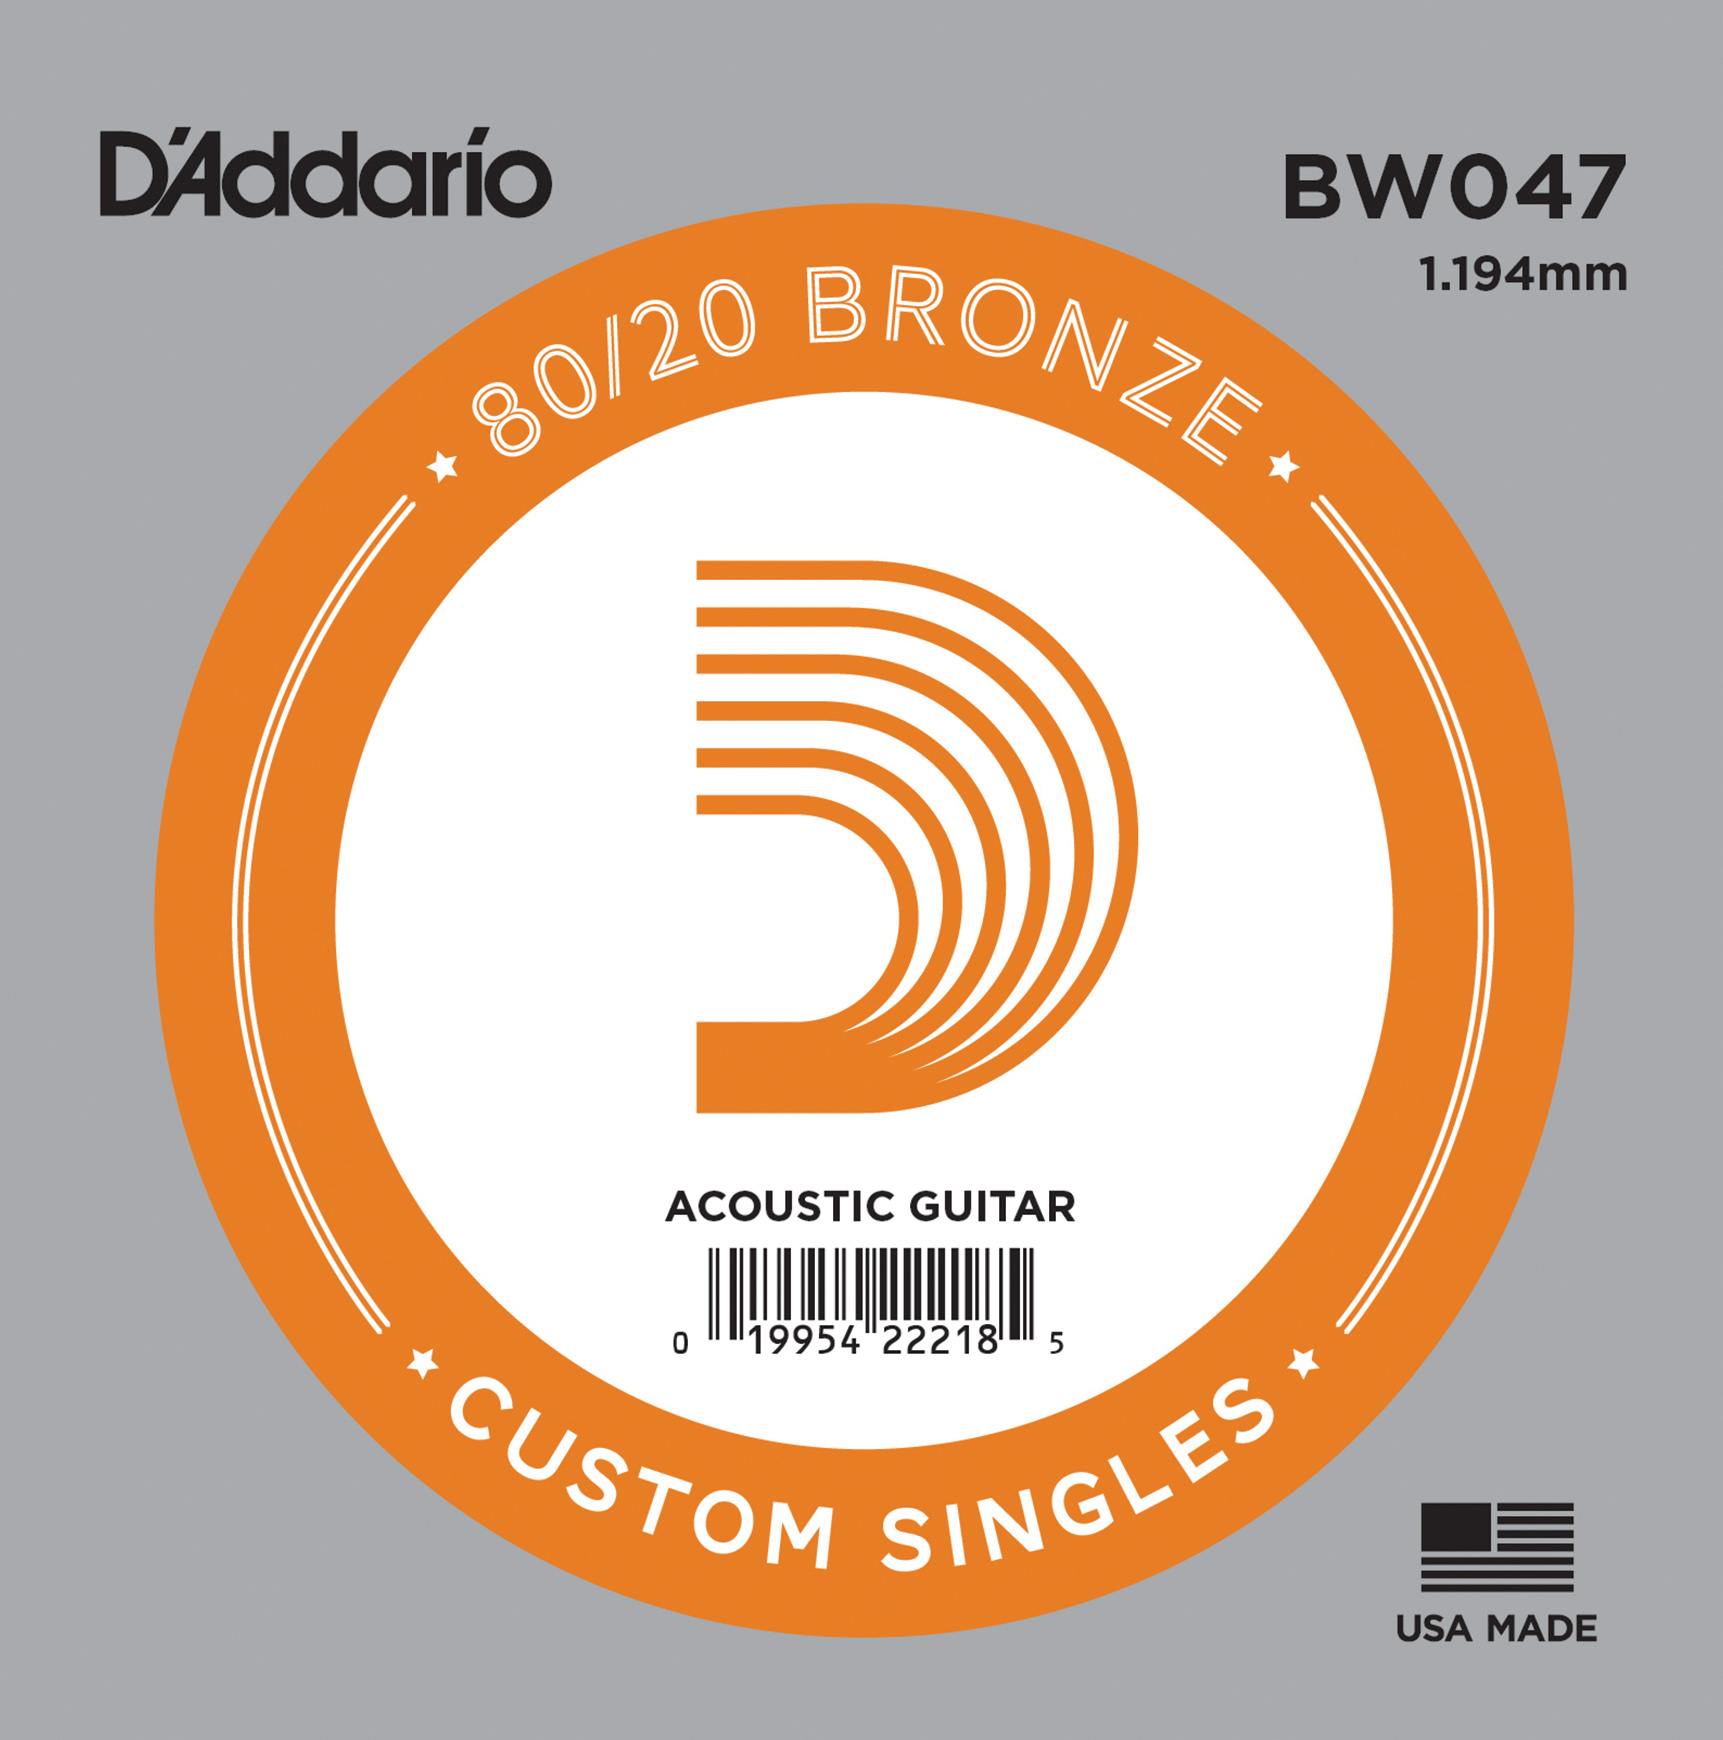 D'Addario
BW047
1.194mm
80/20 BRONZE
ACOUSTIC GUITAR
0 19954 22218 5
CUSTOM SINGLES
USA MADE